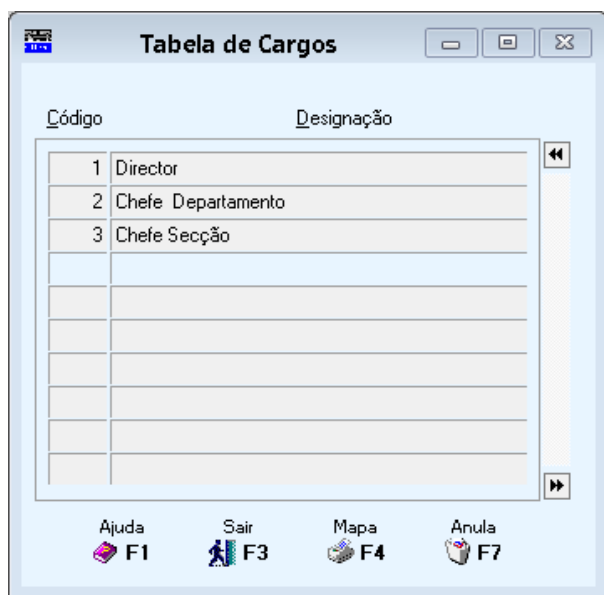 Tabela de Cargos
Código Designação
1 Director
2 Chefe Departamento
3 Chefe Secção
Ajuda Sair Mapa Anula
F1 F3 F4 F7